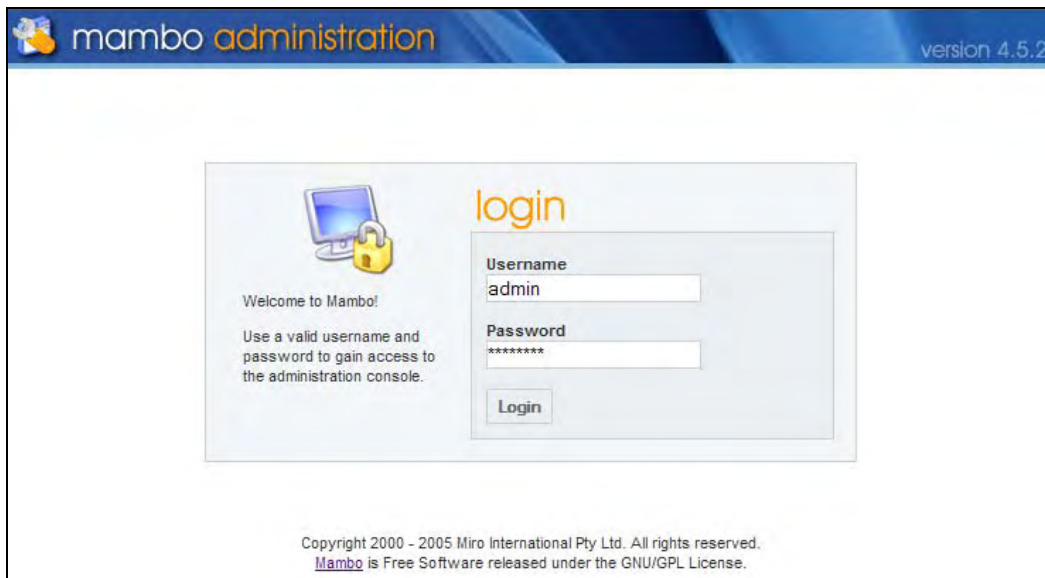 mambo administration
version 4.5.2
login
Welcome to Mambo!
Use a valid username and
password to gain access to
the administration console.
Username
admin
Password
********
Login
Copyright 2000 - 2005 Miro International Pty Ltd. All rights reserved.
Mambo is Free Software released under the GNU/GPL License.